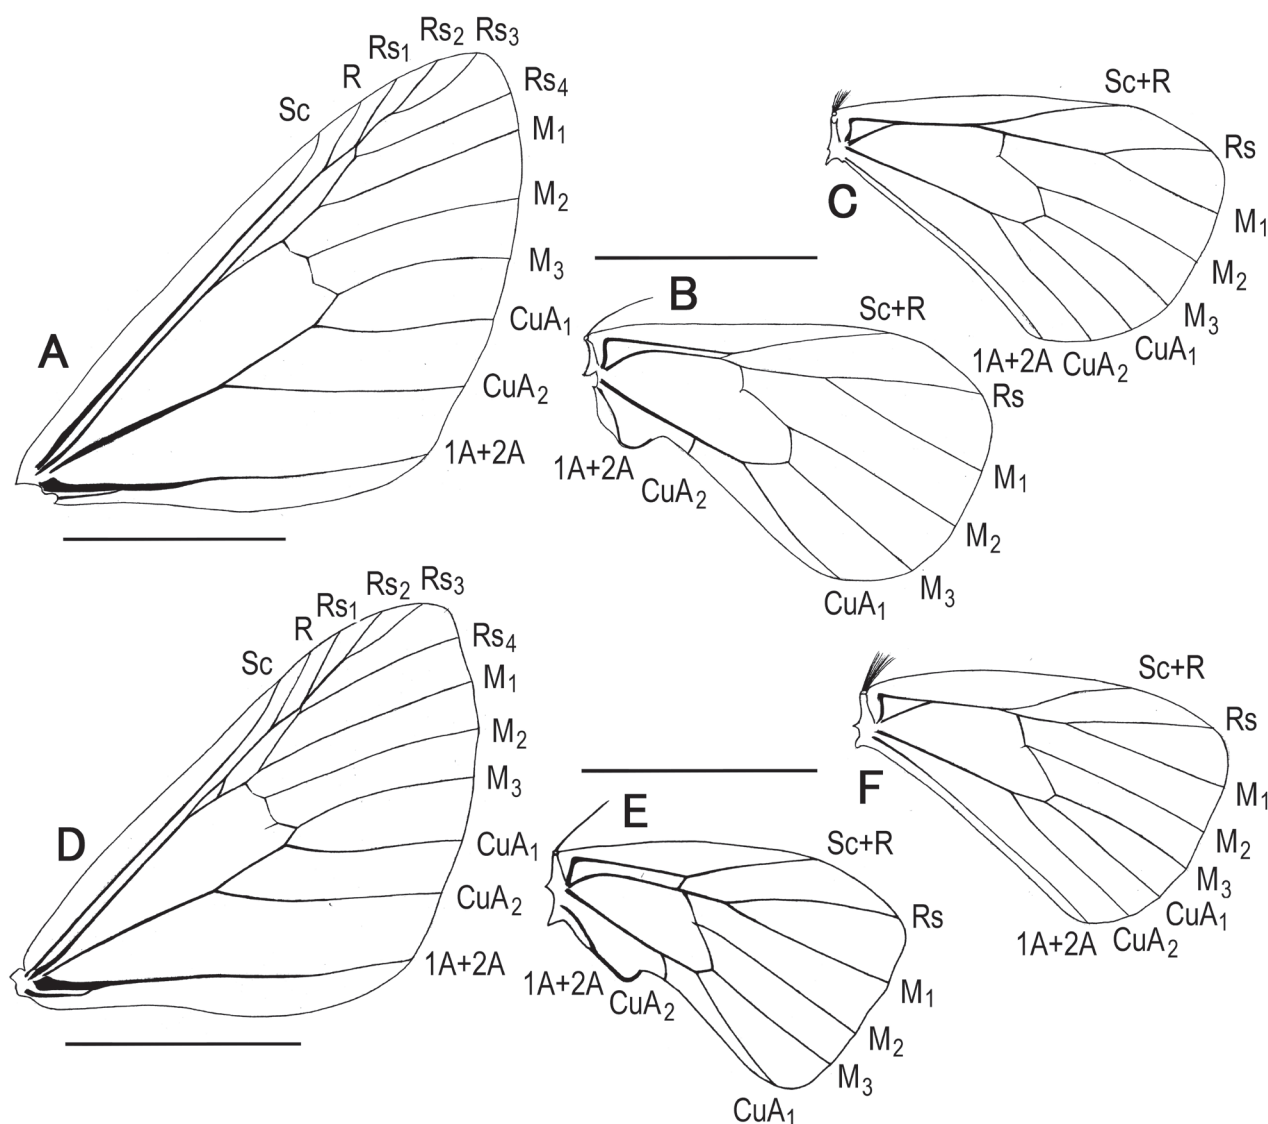 A
Sc
R
Rs1
Rs2
Rs3
Rs4
M1
M2
M3
CuA1
CuA2
1A+2A
B
Sc+R
Rs
M1
M2
M3
CuA1
CuA2
1A+2A
C
Sc+R
Rs
M1
M2
M3
CuA1
CuA2
1A+2A
D
Sc
R
Rs1
Rs2
Rs3
Rs4
M1
M2
M3
CuA1
CuA2
1A+2A
E
Sc+R
Rs
M1
M2
M3
CuA1
CuA2
1A+2A
F
Sc+R
Rs
M1
M2
M3
CuA1
CuA2
1A+2A